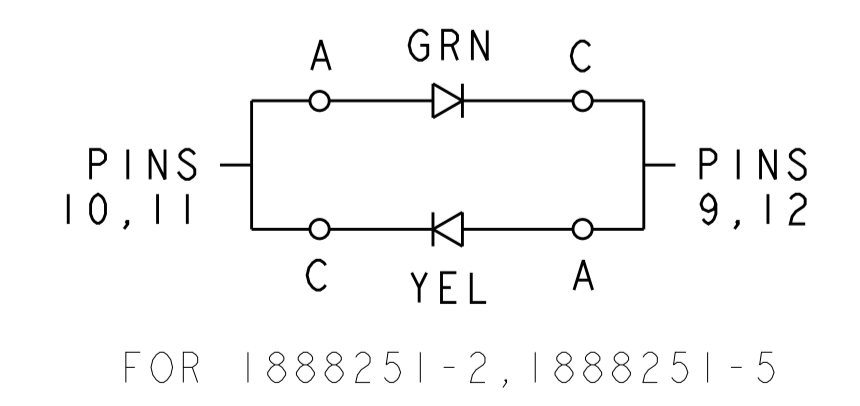 A GRN C
PINS PINS
10,11 9,12
C YEL A
FOR 1888251-2,1888251-5